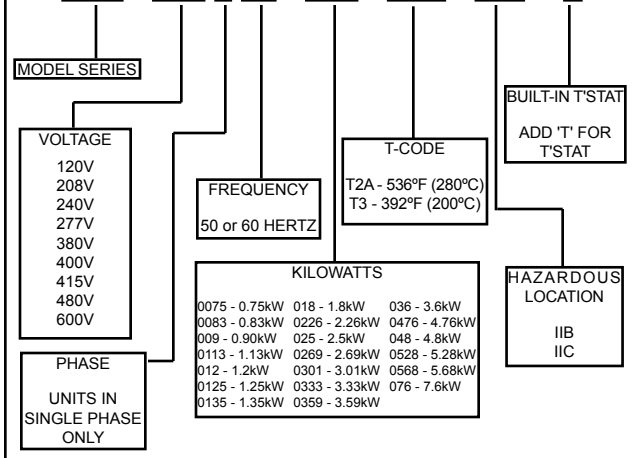 MODEL SERIES
VOLTAGE
120V
208V
240V
277V
380V
400V
415V
480V
600V
PHASE
UNITS IN
SINGLE PHASE
ONLY
FREQUENCY
50 or 60 HERTZ
KILOWATTS
0075 - 0.75kW 018 - 1.8kW 036 - 3.6kW
0083 - 0.83kW 0226 - 2.26kW 0476 - 4.76kW
009 - 0.90kW 025 - 2.5kW 048 - 4.8kW
0113 - 1.13kW 0269 - 2.69kW 0528 - 5.28kW
012 - 1.2kW 0301 - 3.01kW 0568 - 5.68kW
0125 - 1.25kW 0333 - 3.33kW 076 - 7.6kW
0135 - 1.35kW 0359 - 3.59kW
T-CODE
T2A - 536ºF (280ºC)
T3 - 392ºF (200ºC)
BUILT-IN T'STAT
ADD 'T' FOR
T'STAT
HAZARDOUS
LOCATION
IIB
IIC